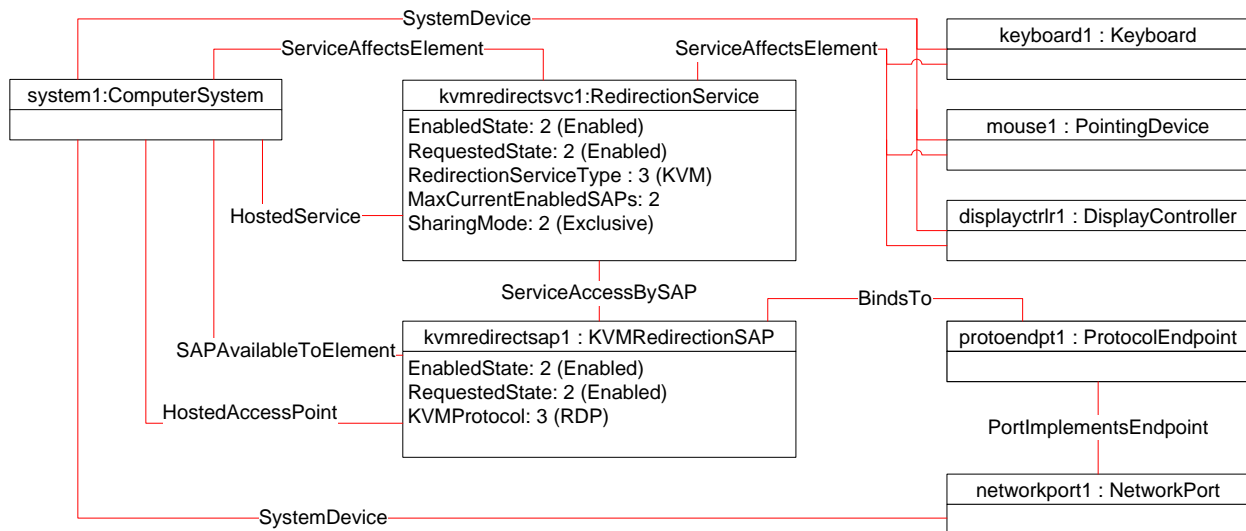 SystemDevice
keyboard1 : Keyboard
ServiceAffectsElement
ServiceAffectsElement
system1:ComputerSystem
kvmredirectsvc1:RedirectionService
EnabledState: 2 (Enabled)
RequestedState: 2 (Enabled)
RedirectionServiceType : 3 (KVM)
MaxCurrentEnabledSAPs: 2
SharingMode: 2 (Exclusive)
mouse1 : PointingDevice
displayctrlr1 : DisplayController
HostedService
ServiceAccessBySAP
BindsTo
kvmredirectsap1 : KVMRedirectionSAP
EnabledState: 2 (Enabled)
RequestedState: 2 (Enabled)
KVMProtocol: 3 (RDP)
protoendpt1 : ProtocolEndpoint
SAPAvailableToElement
HostedAccessPoint
PortImplementsEndpoint
networkport1 : NetworkPort
SystemDevice